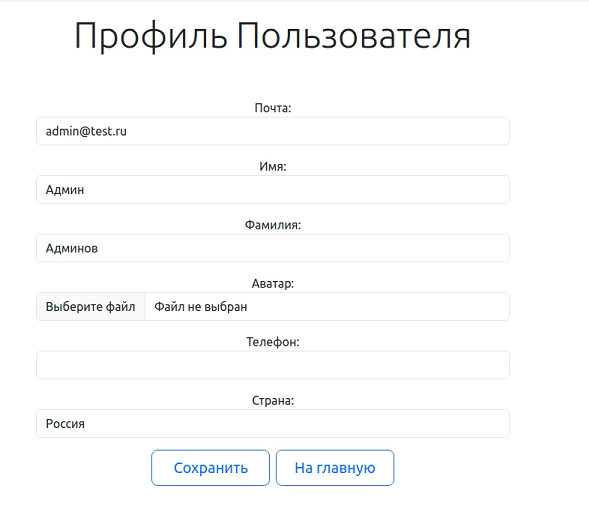 Профиль Пользователя
Почта:
admin@test.ru
Имя:
Админ
Фамилия:
Админов
Аватар:
Выберите файл Файл не выбран
Телефон:
Страна:
Россия
Сохранить На главную